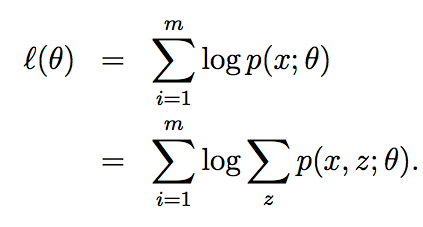 ℓ(θ) = ∑_{i=1}^{m} log p(x; θ)
= ∑_{i=1}^{m} log ∑_{z} p(x, z; θ).